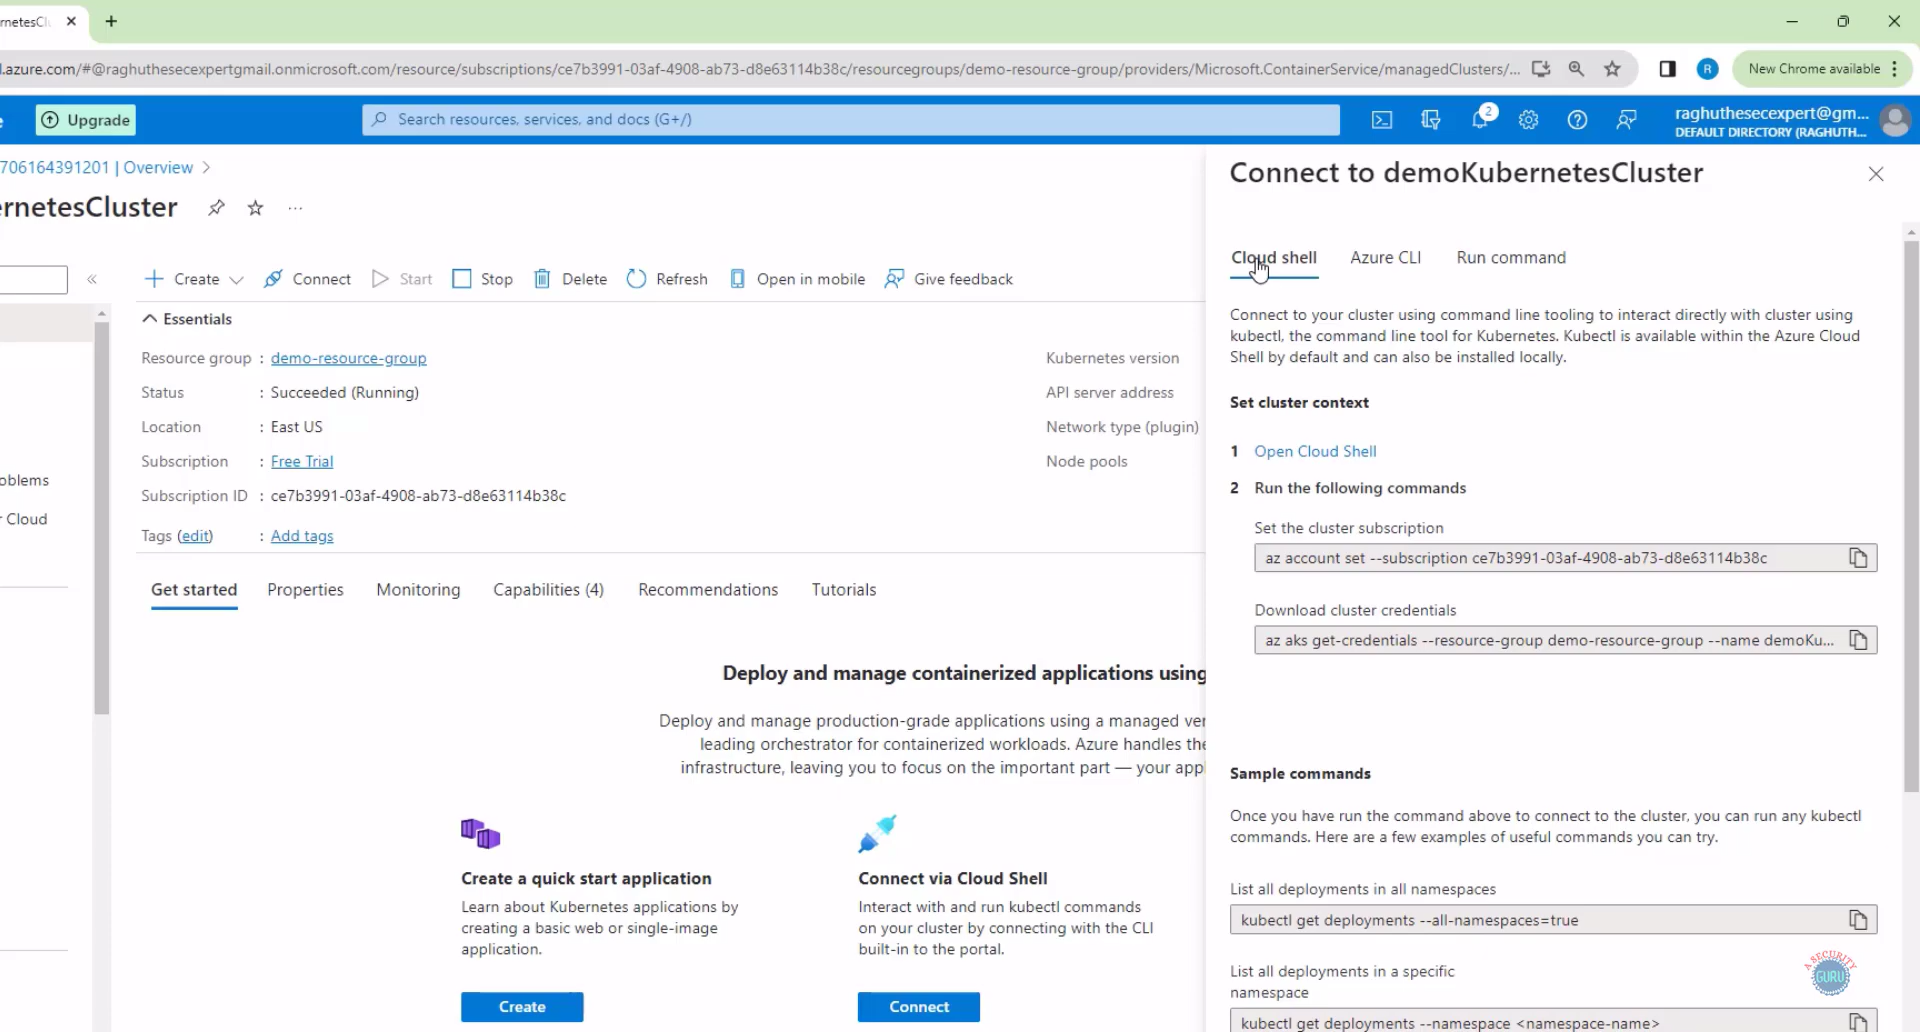 rnetesCl
.azure.com/#@raghuthesecexpertgmail.onmicrosoft.com/resource/subscriptions/ce7b3991-03af-4908-ab73-d8e63114b38c/resourcegroups/demo-resource-group/providers/Microsoft.ContainerService/managedClusters/...
R
New Chrome available
Upgrade
Search resources, services, and docs (G+/)
2
raghuthesecexpert@gm...
DEFAULT DIRECTORY (RAGHUTH...
706164391201 | Overview >
rnetesCluster
Create
Connect
Start
Stop
Delete
Refresh
Open in mobile
Give feedback
Essentials
Resource group : demo-resource-group
Status : Succeeded (Running)
Location : East US
Subscription : Free Trial
Subscription ID : ce7b3991-03af-4908-ab73-d8e63114b38c
Tags (edit) : Add tags
Kubernetes version
API server address
Network type (plugin)
Node pools
oblems
r Cloud
Get started
Properties
Monitoring
Capabilities (4)
Recommendations
Tutorials
Deploy and manage containerized applications using
Deploy and manage production-grade applications using a managed ver
leading orchestrator for containerized workloads. Azure handles the
infrastructure, leaving you to focus on the important part — your appl
Create a quick start application
Learn about Kubernetes applications by
creating a basic web or single-image
application.
Create
Connect via Cloud Shell
Interact with and run kubectl commands
on your cluster by connecting with the CLI
built-in to the portal.
Connect
Connect to demoKubernetesCluster
Cloud shell
Azure CLI
Run command
Connect to your cluster using command line tooling to interact directly with cluster using
kubectl, the command line tool for Kubernetes. Kubectl is available within the Azure Cloud
Shell by default and can also be installed locally.
Set cluster context
1 Open Cloud Shell
2 Run the following commands
Set the cluster subscription
az account set --subscription ce7b3991-03af-4908-ab73-d8e63114b38c
Download cluster credentials
az aks get-credentials --resource-group demo-resource-group --name demoKu...
Sample commands
Once you have run the command above to connect to the cluster, you can run any kubectl
commands. Here are a few examples of useful commands you can try.
List all deployments in all namespaces
kubectl get deployments --all-namespaces=true
List all deployments in a specific
namespace
kubectl get deployments --namespace <namespace-name>
A SECURITY
GURU